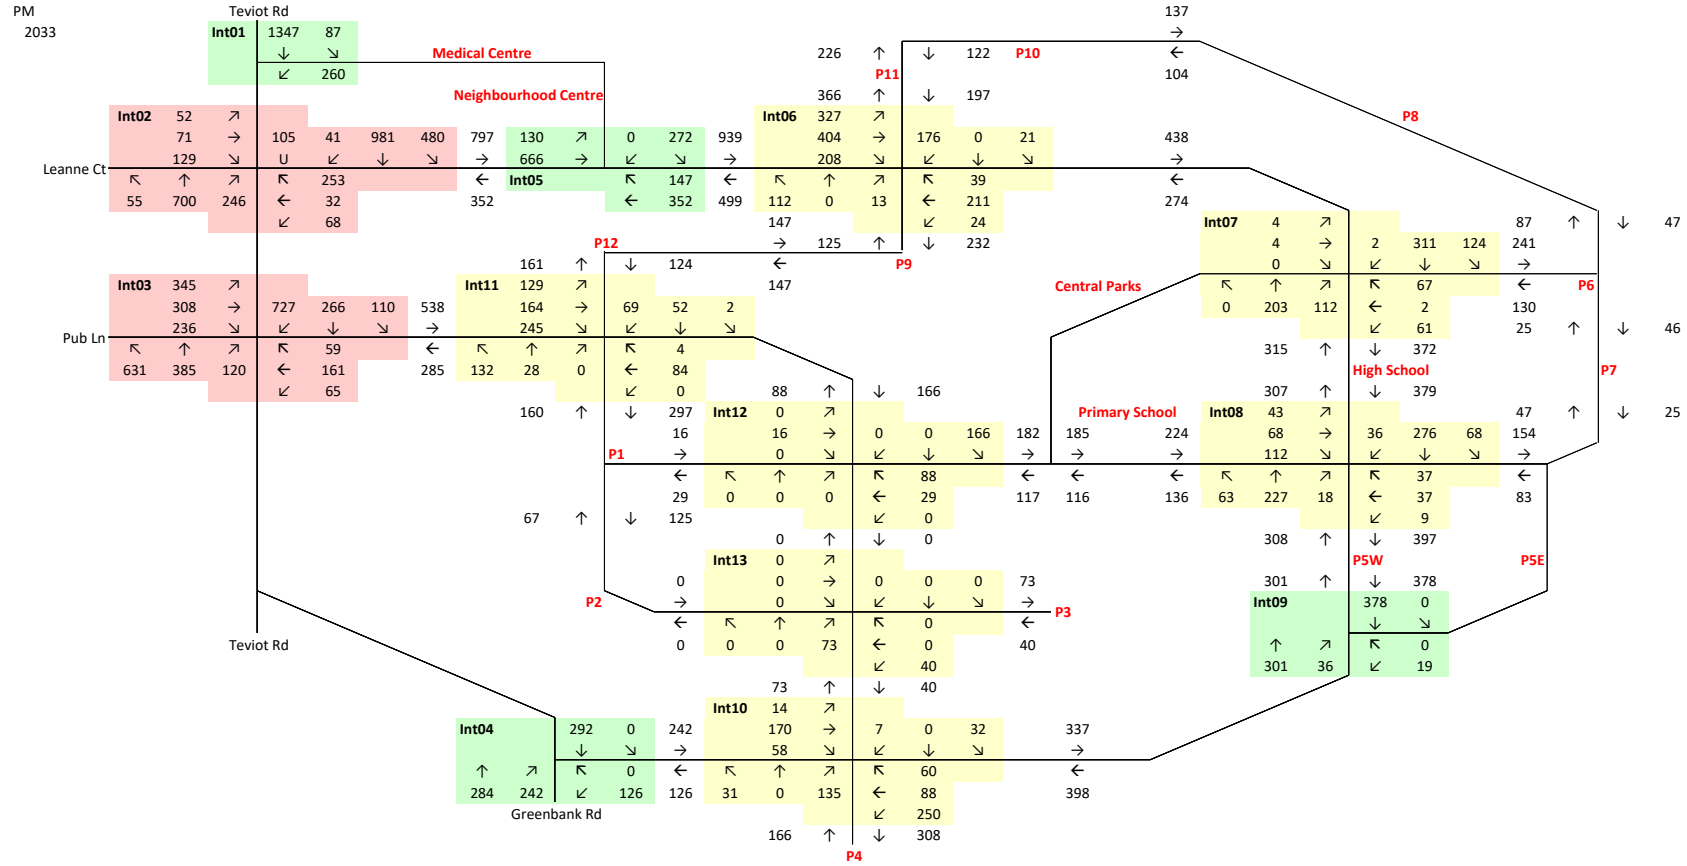 PM Teviot Rd 137
2033 Int01 1347 87 →
↓ ↘ Medical Centre 226 ↑ ↓ 122 P10 ←
↙ 260 P11 104
Neighbourhood Centre 366 ↑ ↓ 197
Int02 52 ↗ Int06 327 ↗ P8
71 → 105 41 981 480 797 130 ↗ 0 272 939 404 → 176 0 21 438
129 ↘ U ↙ ↓ ↘ → 666 → ↙ ↘ → 208 ↘ ↙ ↓ ↘ →
Leanne Ct
↖ ↑ ↗ ↖ 253 ← Int05 ↖ 147 ← ↖ ↑ ↗ ↖ 39 ←
55 700 246 ← 32 352 ← 352 499 112 0 13 ← 211 274
↙ 68 147 ↙ 24 Int07 4 ↗ 87 ↑ ↓ 47
P12 → 125 ↑ ↓ 232 4 → 2 311 124 241
161 ↑ ↓ 124 ← P9 0 ↘ ↙ ↓ ↘ →
Int03 345 ↗ Int11 129 ↗ 147 Central Parks ↖ ↑ ↗ ↖ 67 ← P6
308 → 727 266 110 538 164 → 69 52 2 0 203 112 ← 2 130
236 ↘ ↙ ↓ ↘ → 245 ↘ ↙ ↓ ↘ ↙ 61 25 ↑ ↓ 46
Pub Ln
↖ ↑ ↗ ↖ 59 ← ↖ ↑ ↗ ↖ 4 315 ↑ ↓ 372
631 385 120 ← 161 285 132 28 0 ← 84 High School P7
↙ 65 ↙ 0 88 ↑ ↓ 166 307 ↑ ↓ 379
160 ↑ ↓ 297 Int12 0 ↗ Primary School Int08 43 ↗ 47 ↑ ↓ 25
16 16 → 0 0 166 182 185 224 68 → 36 276 68 154
P1 → 0 ↘ ↙ ↓ ↘ → → → 112 ↘ ↙ ↓ ↘ →
← ↖ ↑ ↗ ↖ 88 ← ← ← ↖ ↑ ↗ ↖ 37 ←
29 0 0 0 ← 29 117 116 136 63 227 18 ← 37 83
67 ↑ ↓ 125 ↙ 0 ↙ 9
0 ↑ ↓ 0 308 ↑ ↓ 397
Int13 0 ↗ P5W P5E
0 0 → 0 0 0 73 301 ↑ ↓ 378
P2 → 0 ↘ ↙ ↓ ↘ → P3 Int09 378 0
← ↖ ↑ ↗ ↖ 0 ← ↓ ↘
Teviot Rd 0 0 0 73 ← 0 40 ↑ ↗ ↖ 0
↙ 40 301 36 ↙ 19
73 ↑ ↓ 40
Int10 14 ↗
Int04 292 0 242 170 → 7 0 32 337
↓ ↘ → 58 ↘ ↙ ↓ ↘ →
↑ ↗ ↖ 0 ← ↖ ↑ ↗ ↖ 60 ←
284 242 ↙ 126 126 31 0 135 ← 88 398
Greenbank Rd ↙ 250
166 ↑ ↓ 308
P4